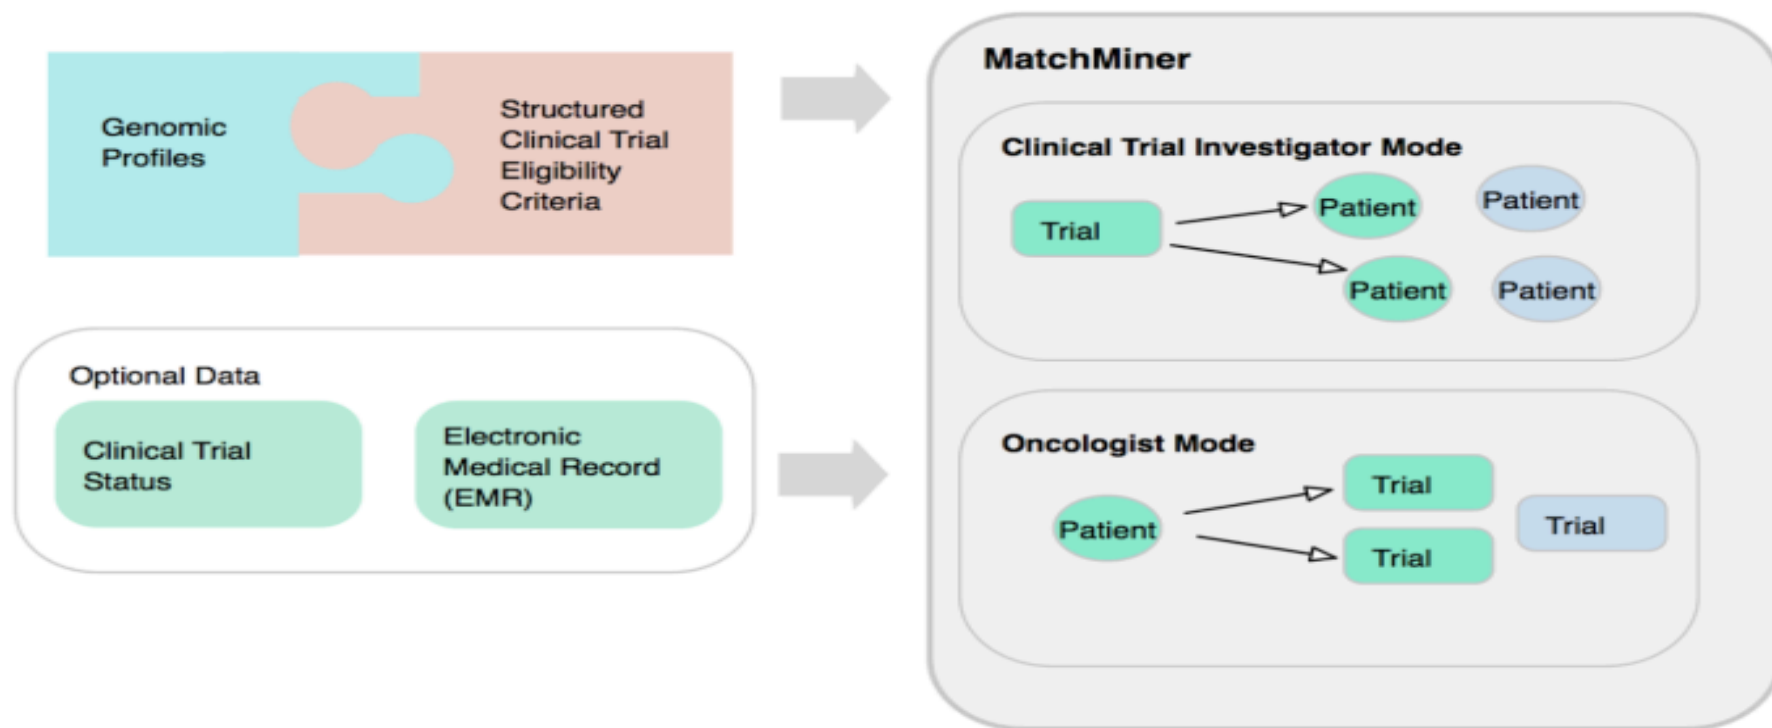 Genomic
Profiles
Structured
Clinical Trial
Eligibility
Criteria
Optional Data
Clinical Trial
Status
Electronic
Medical Record
(EMR)
MatchMiner
Clinical Trial Investigator Mode
Trial
Patient
Patient
Patient
Patient
Oncologist Mode
Patient
Trial
Trial
Trial